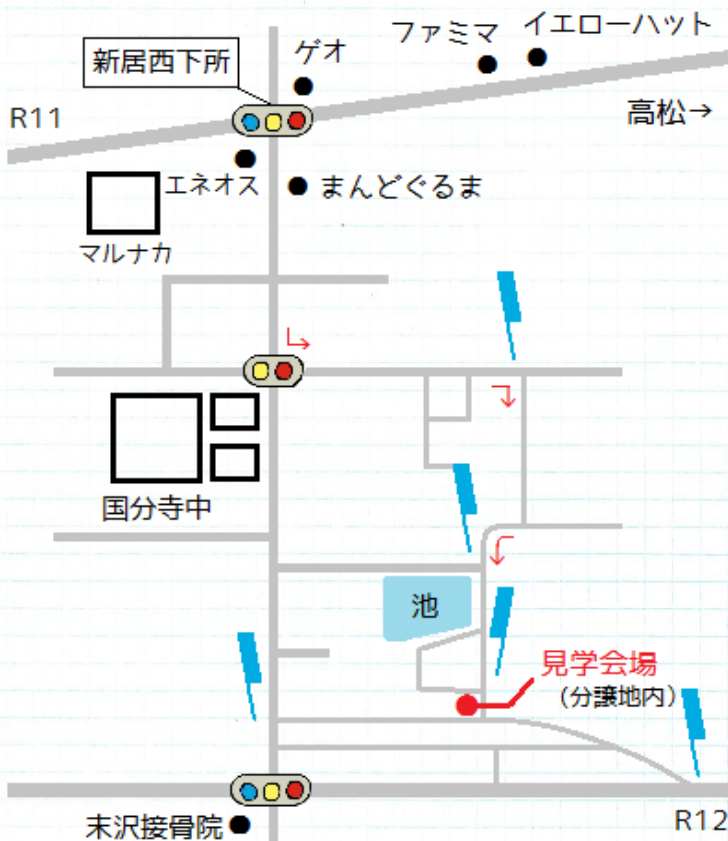 ファミマ
イエローハット
ゲオ
新居西下所
R11
高松→
エネオス
まんどぐるま
マルナカ
国分寺中
池
見学会場
(分譲地内)
R12
末沢接骨院